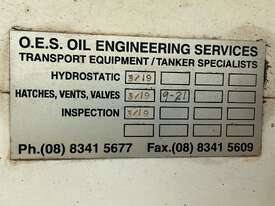 O.E.S. OIL ENGINEERING SERVICES
TRANSPORT EQUIPMENT / TANKER SPECIALISTS
HYDROSTATIC 3/19
HATCHES, VENTS, VALVES 3/19 9-21
INSPECTION 3/19
Ph.(08) 8341 5677 Fax.(08) 8341 5609